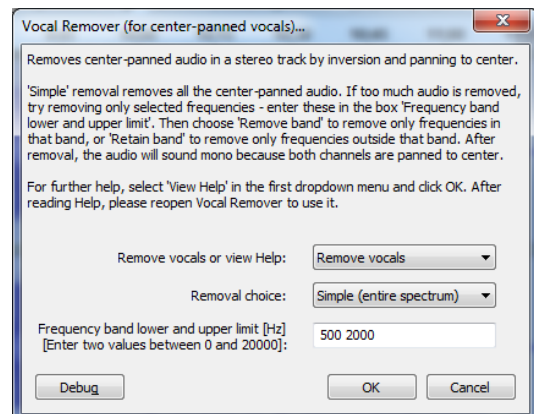 Vocal Remover (for center-panned vocals)...
Removes center-panned audio in a stereo track by inversion and panning to center.
'Simple' removal removes all the center-panned audio. If too much audio is removed,
try removing only selected frequencies - enter these in the box 'Frequency band
lower and upper limit'. Then choose 'Remove band' to remove only frequencies in
that band, or 'Retain band' to remove only frequencies outside that band. After
removal, the audio will sound mono because both channels are panned to center.
For further help, select 'View Help' in the first dropdown menu and click OK. After
reading Help, please reopen Vocal Remover to use it.
Remove vocals or view Help: Remove vocals
Removal choice: Simple (entire spectrum)
Frequency band lower and upper limit [Hz]
[Enter two values between 0 and 20000]: 500 2000
Debug OK Cancel